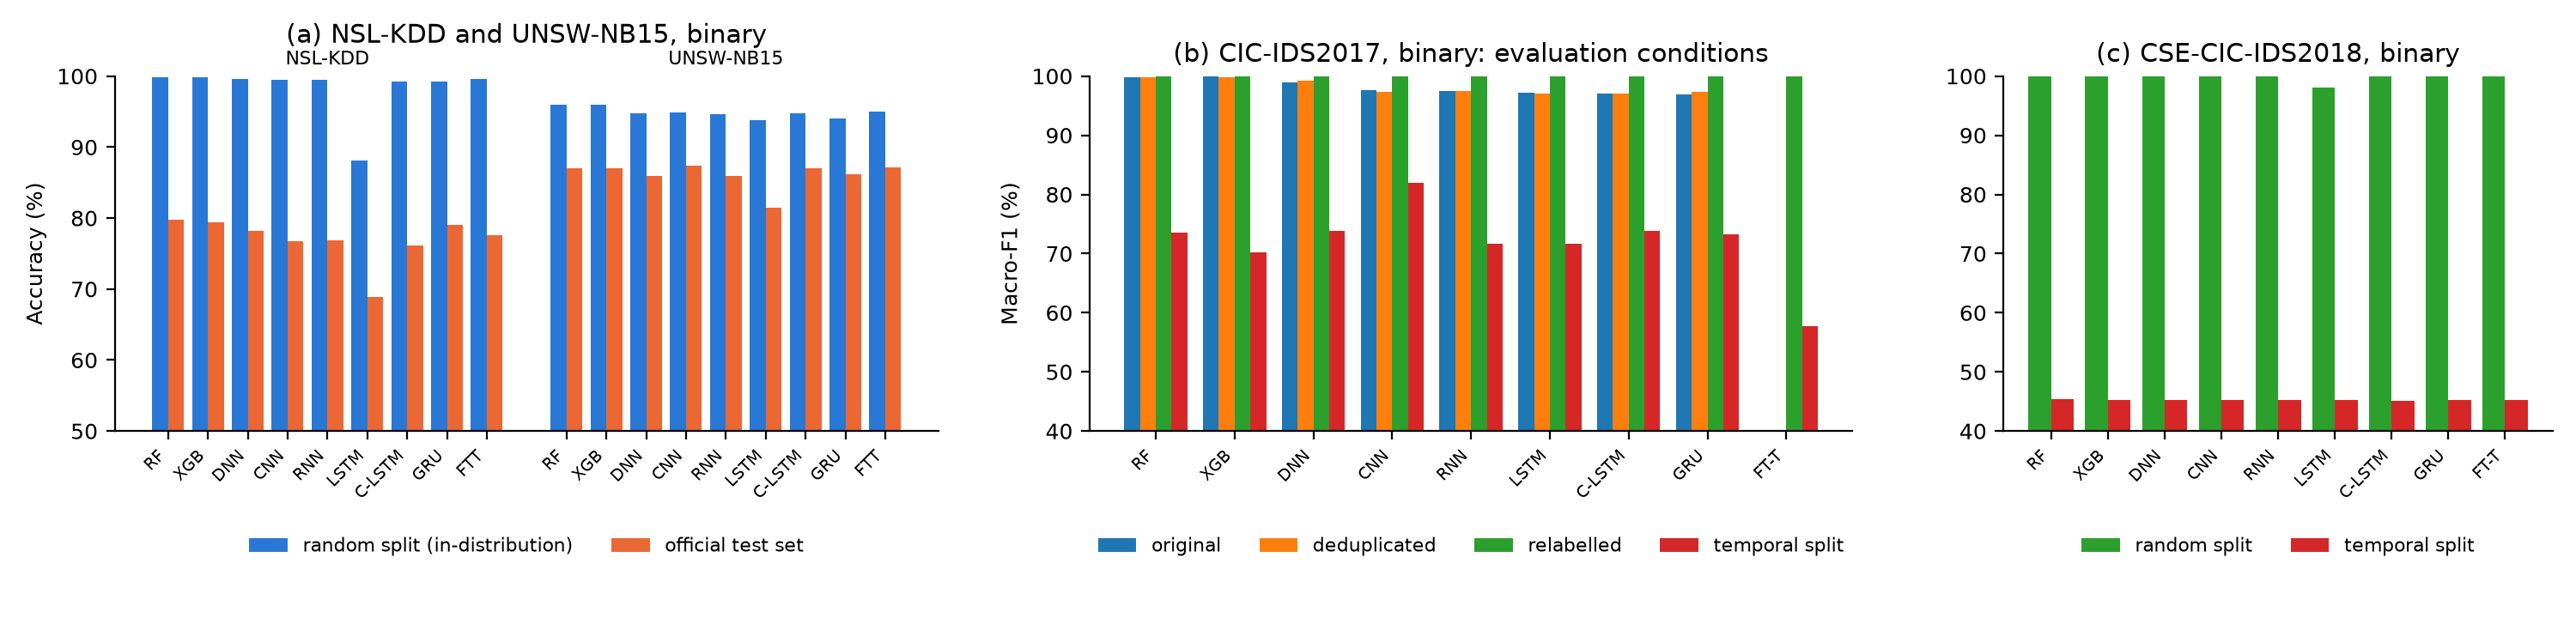 (a) NSL-KDD and UNSW-NB15, binary
NSL-KDD
UNSW-NB15
Accuracy (%)
100
90
80
70
60
50
RF
XGB
DNN
CNN
RNN
LSTM
C-LSTM
GRU
FTT
RF
XGB
DNN
CNN
RNN
LSTM
C-LSTM
GRU
FTT
random split (in-distribution)
official test set
(b) CIC-IDS2017, binary: evaluation conditions
Macro-F1 (%)
100
90
80
70
60
50
40
RF
XGB
DNN
CNN
RNN
LSTM
C-LSTM
GRU
FT-T
original
deduplicated
relabelled
temporal split
(c) CSE-CIC-IDS2018, binary
100
90
80
70
60
50
40
RF
XGB
DNN
CNN
RNN
LSTM
C-LSTM
GRU
FT-T
random split
temporal split